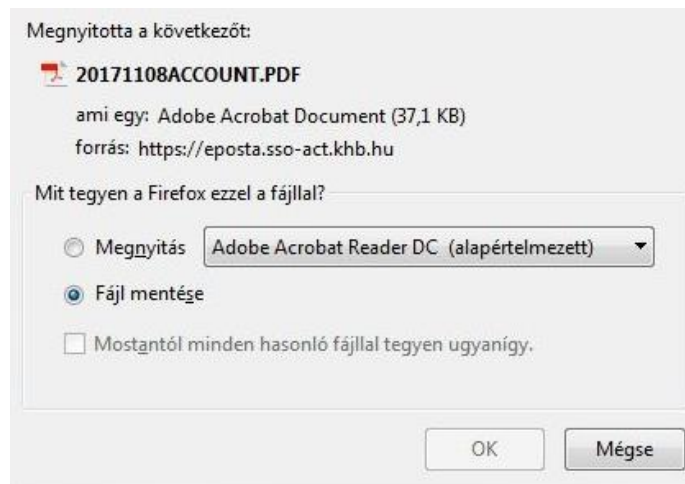 Megnyitotta a következőt:
20171108ACCOUNT.PDF
ami egy: Adobe Acrobat Document (37,1 KB)
forrás: https://eposta.sso-act.khb.hu
Mit tegyen a Firefox ezzel a fájllal?
Megnyitás Adobe Acrobat Reader DC (alapértelmezett)
Fájl mentése
Mostantól minden hasonló fájllal tegyen ugyanígy.
OK Mégse